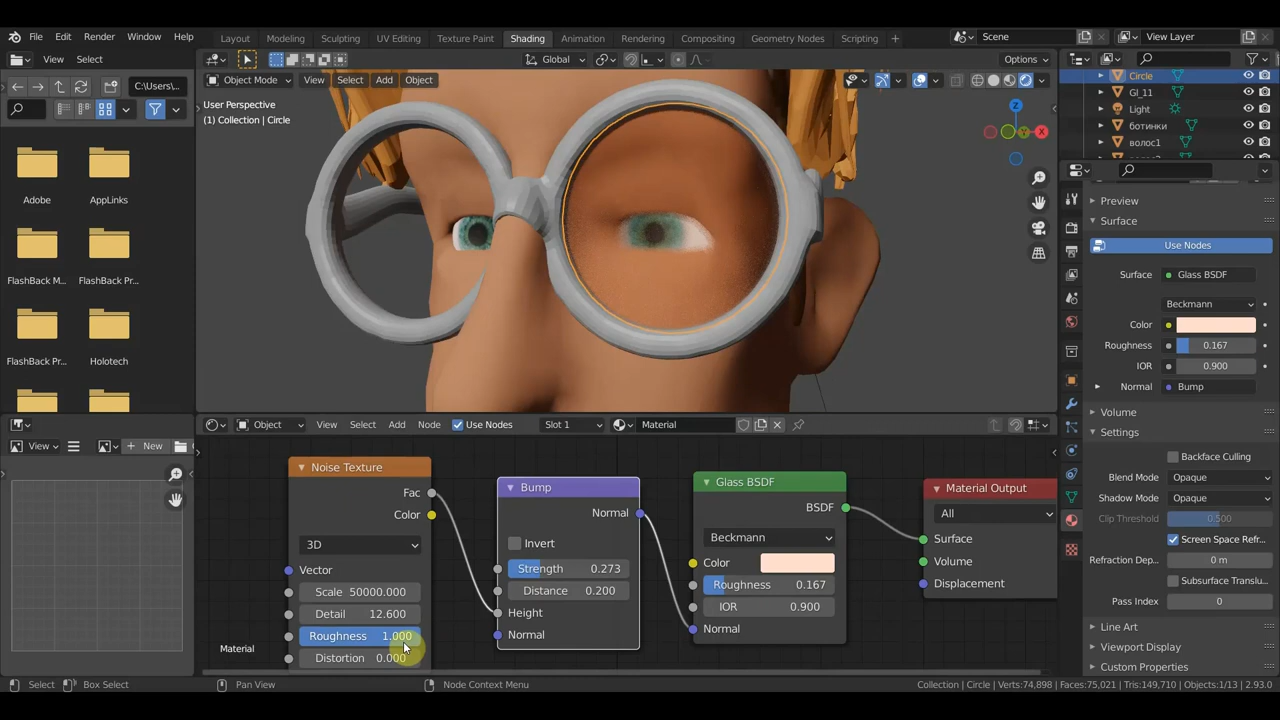 File Edit Render Window Help
Layout Modeling Sculpting UV Editing Texture Paint Shading Animation Rendering Compositing Geometry Nodes Scripting +
Scene View Layer
View Select
Global Options
C:\Users...
Object Mode View Select Add Object
User Perspective
(1) Collection | Circle
X
Z
Circle
Gl_11
Light
ботинки
волос1
Adobe
AppLinks
FlashBack M...
FlashBack Pr...
FlashBack Pr...
Holotech
Preview
Surface
Use Nodes
Surface: Glass BSDF
Beckmann
Color
Roughness 0.167
IOR 0.900
Normal Bump
Volume
Settings
Backface Culling
Blend Mode Opaque
Shadow Mode Opaque
Clip Threshold 0.500
Screen Space Refr...
Refraction Dep... 0 m
Subsurface Translu...
Pass Index 0
Line Art
Viewport Display
Custom Properties
View New
Object View Select Add Node Use Nodes Slot 1 Material
Noise Texture
Fac
Color
3D
Vector
Scale 50000.000
Detail 12.600
Roughness 1.000
Distortion 0.000
Material
Bump
Normal
Invert
Strength 0.273
Distance 0.200
Height
Normal
Glass BSDF
BSDF
Beckmann
Color
Roughness 0.167
IOR 0.900
Normal
Material Output
All
Surface
Volume
Displacement
Select Box Select Pan View Node Context Menu
Collection | Circle | Verts:74,898 | Faces:75,021 | Tris:149,710 | Objects:1/13 | 2.93.0